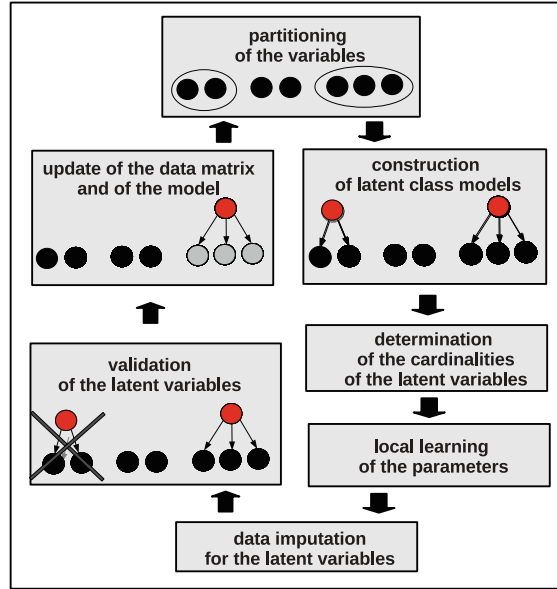 partitioning
of the variables
update of the data matrix
and of the model
construction
of latent class models
determination
of the cardinalities
of the latent variables
validation
of the latent variables
local learning
of the parameters
data imputation
for the latent variables